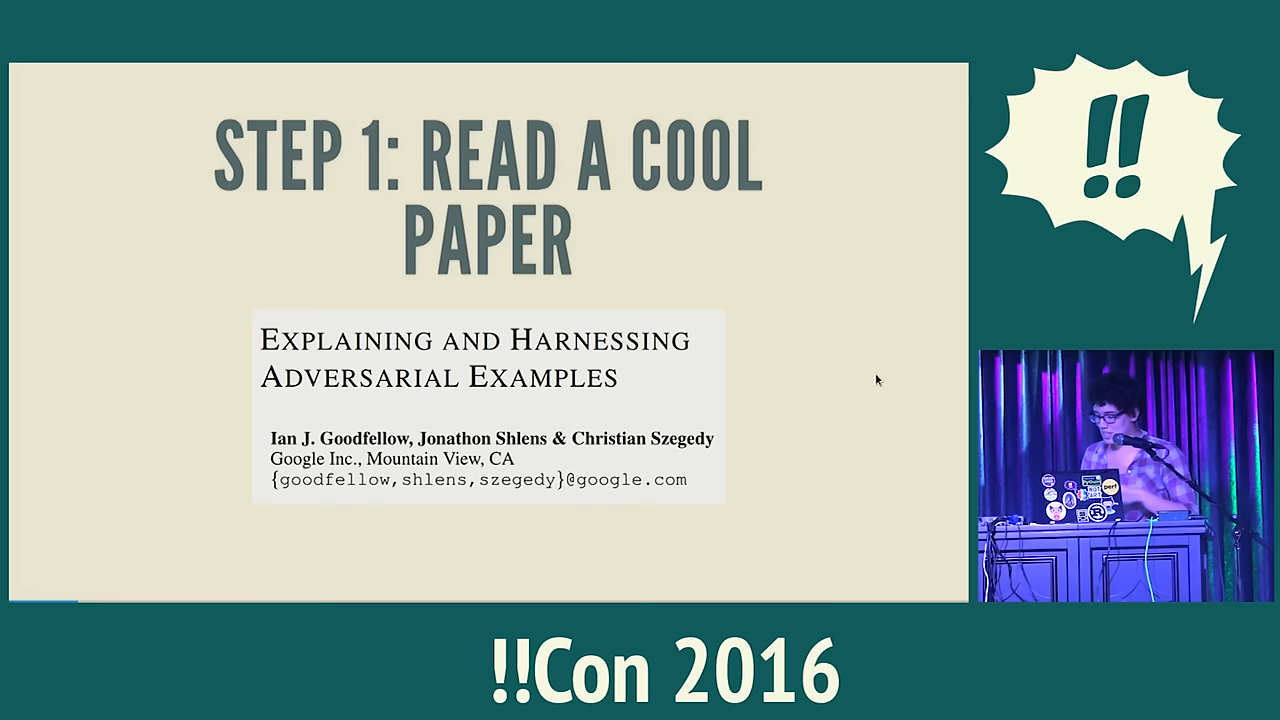 STEP 1: READ A COOL
PAPER
EXPLAINING AND HARNESSING
ADVERSARIAL EXAMPLES
Ian J. Goodfellow, Jonathon Shlens & Christian Szegedy
Google Inc., Mountain View, CA
{goodfellow,shlens,szegedy}@google.com
!!
!!Con 2016